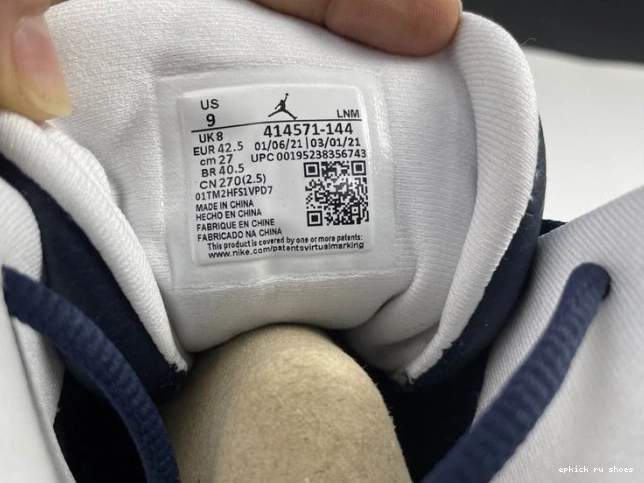 US
9
LNM
UK 8
414571-144
EUR 42.5
01/06/21 | 03/01/21
cm 27
UPC 00195238356743
BR 40.5
CN 270(2.5)
01TM2HFS1VPD7
MADE IN CHINA
HECHO EN CHINA
FABRIQUE EN CHINE
FABRICADO NA CHINA
This product is covered by one or more patents:
www.nike.com/patentsvirtualmarking
epkick ru shoes